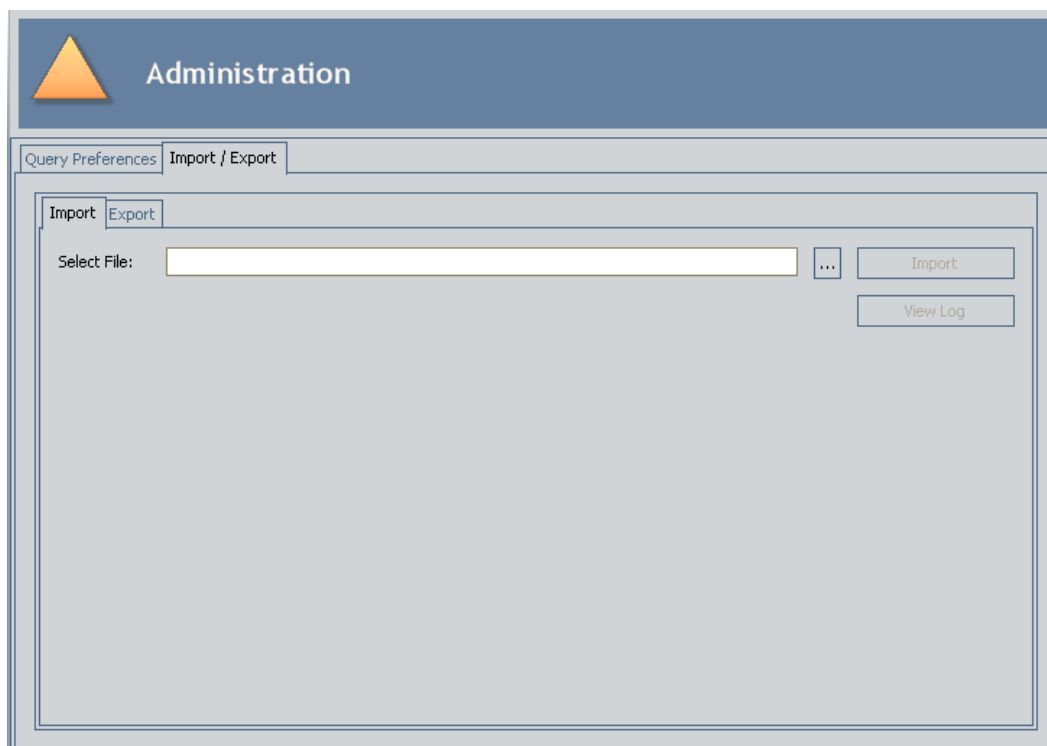 Administration
Query Preferences Import / Export
Import Export
Select File: ... Import
View Log